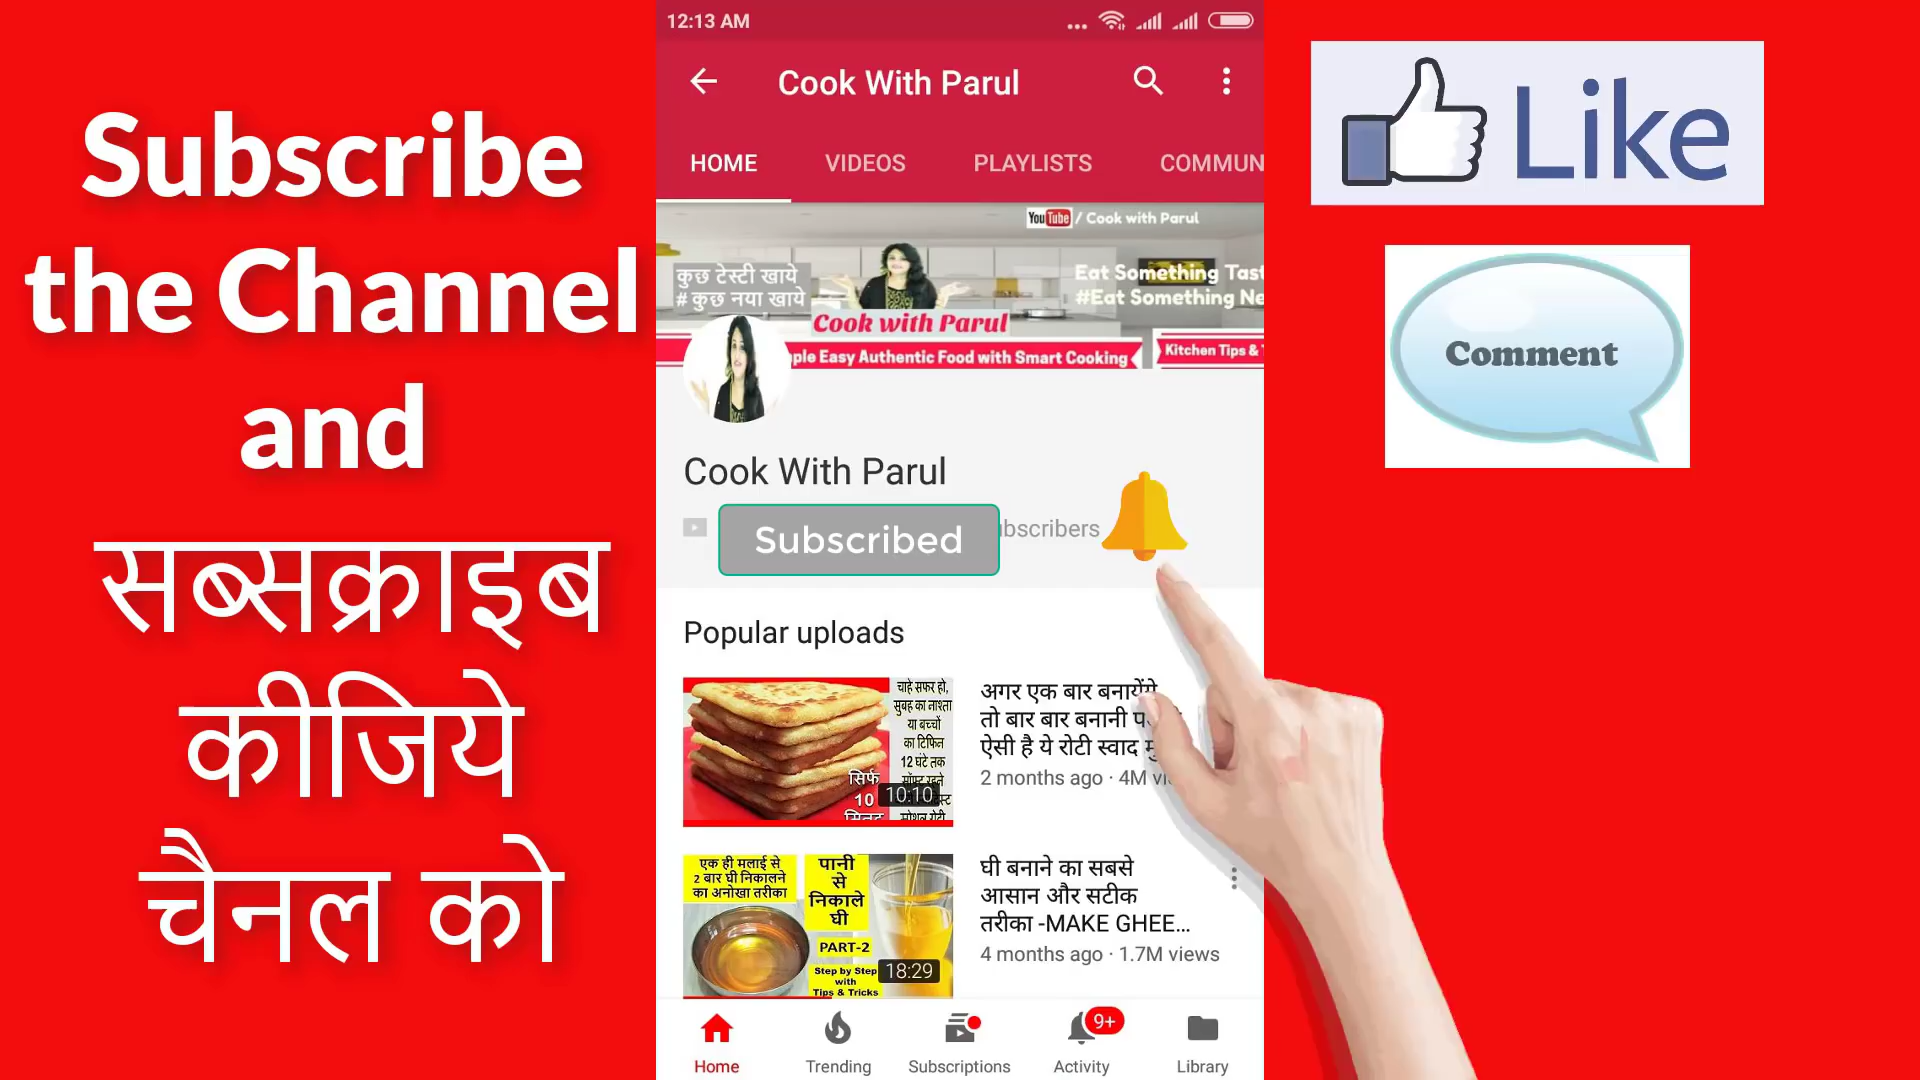 Subscribe
the Channel
and
सब्सक्राइब
कीजिये
चैनल को
12:13 AM
Cook With Parul
HOME VIDEOS PLAYLISTS COMMUN
YouTube / Cook with Parul
कुछ टेस्टी खाये
# कुछ नया खाये
Eat Something Tast
#Eat Something Ne
Cook with Parul
ple Easy Authentic Food with Smart Cooking
Kitchen Tips &
Cook With Parul
Subscribed
bscribers
Popular uploads
चाहे सफर हो,
सुबह का नाश्ता
या बच्चों
का टिफिन
12 घंटे तक
सिर्फ
10
10:10
अगर एक बार बनायेंगे
तो बार बार बनानी
ऐसी है ये रोटी स्वाद
2 months ago · 4M
एक ही मलाई से
2 बार घी निकालने
का अनोखा तरीका
पानी
से
निकाले
घी
PART-2
Step by Step
with
Tips & Tricks
18:29
घी बनाने का सबसे
आसान और सटीक
तरीका -MAKE GHEE...
4 months ago · 1.7M views
Home Trending Subscriptions Activity Library
9+
Like
Comment